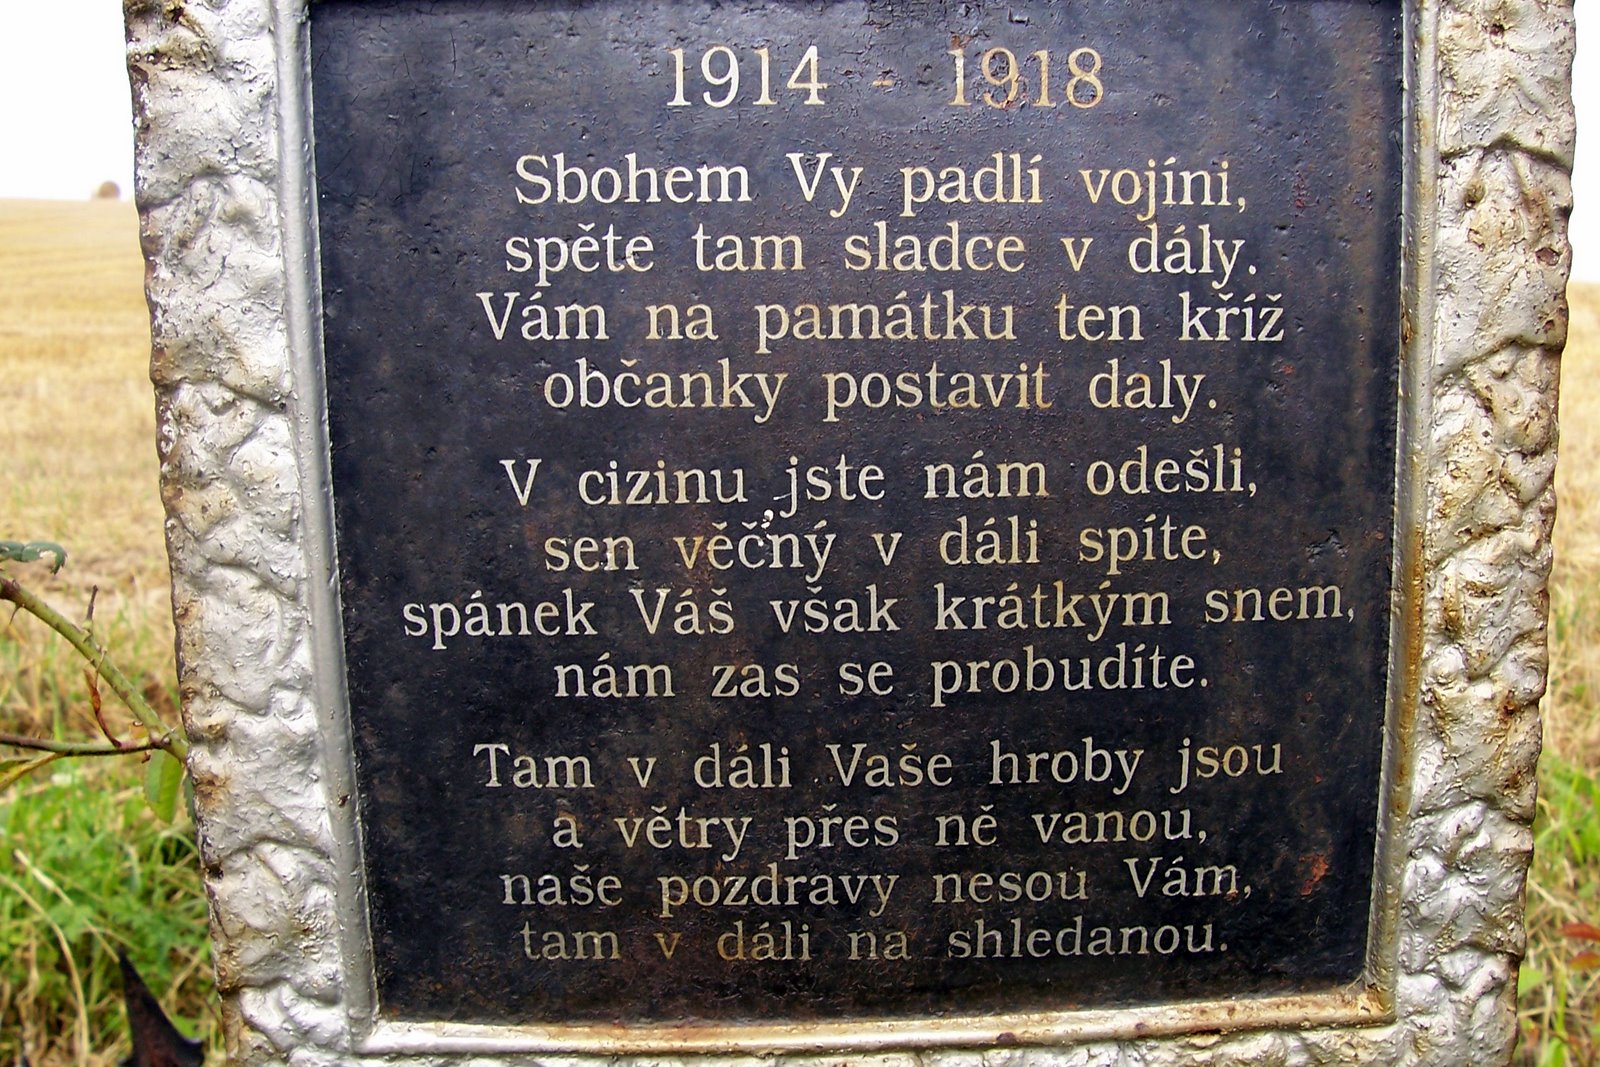 1914 - 1918
Sbohem Vy padlí vojíni,
spěte tam sladce v dály.
Vám na památku ten kříž
občanky postavit daly.
V cizinu jste nám odešli,
sen věčný v dáli spíte,
spánek Váš však krátkým snem,
nám zas se probudíte.
Tam v dáli Vaše hroby jsou
a větry přes ně vanou,
naše pozdravy nesou Vám,
tam v dáli na shledanou.